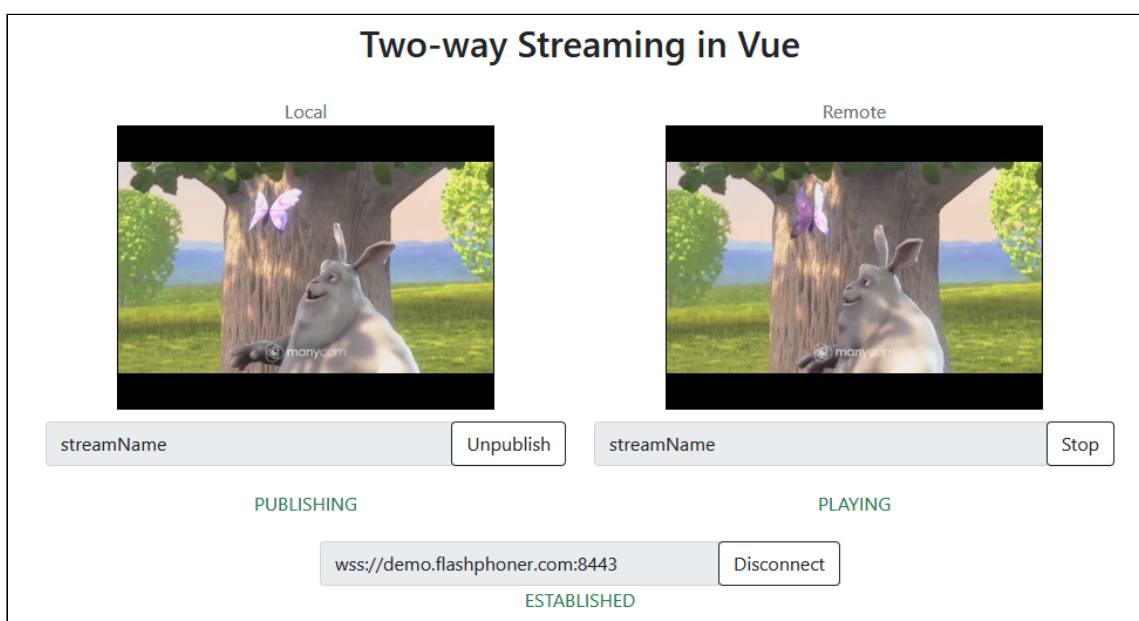 Two-way Streaming in Vue
Local
Remote
manycam
manycam
streamName
Unpublish
streamName
Stop
PUBLISHING
PLAYING
wss://demo.flashphoner.com:8443
Disconnect
ESTABLISHED